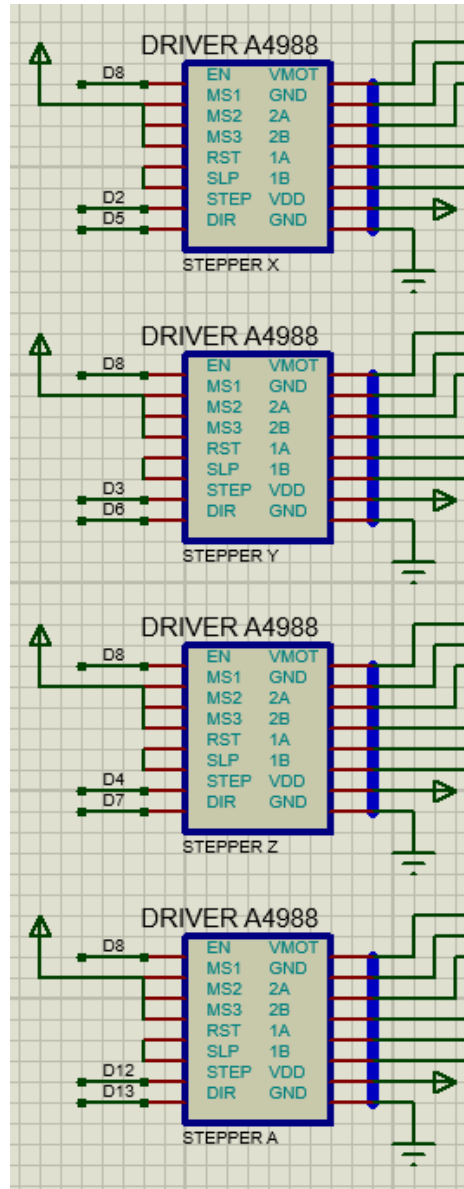 DRIVER A4988
D8 EN VMOT
MS1 GND
MS2 2A
MS3 2B
RST 1A
SLP 1B
D2 STEP VDD
D5 DIR GND
STEPPER X
DRIVER A4988
D8 EN VMOT
MS1 GND
MS2 2A
MS3 2B
RST 1A
SLP 1B
D3 STEP VDD
D6 DIR GND
STEPPER Y
DRIVER A4988
D8 EN VMOT
MS1 GND
MS2 2A
MS3 2B
RST 1A
SLP 1B
D4 STEP VDD
D7 DIR GND
STEPPER Z
DRIVER A4988
D8 EN VMOT
MS1 GND
MS2 2A
MS3 2B
RST 1A
SLP 1B
D12 STEP VDD
D13 DIR GND
STEPPER A